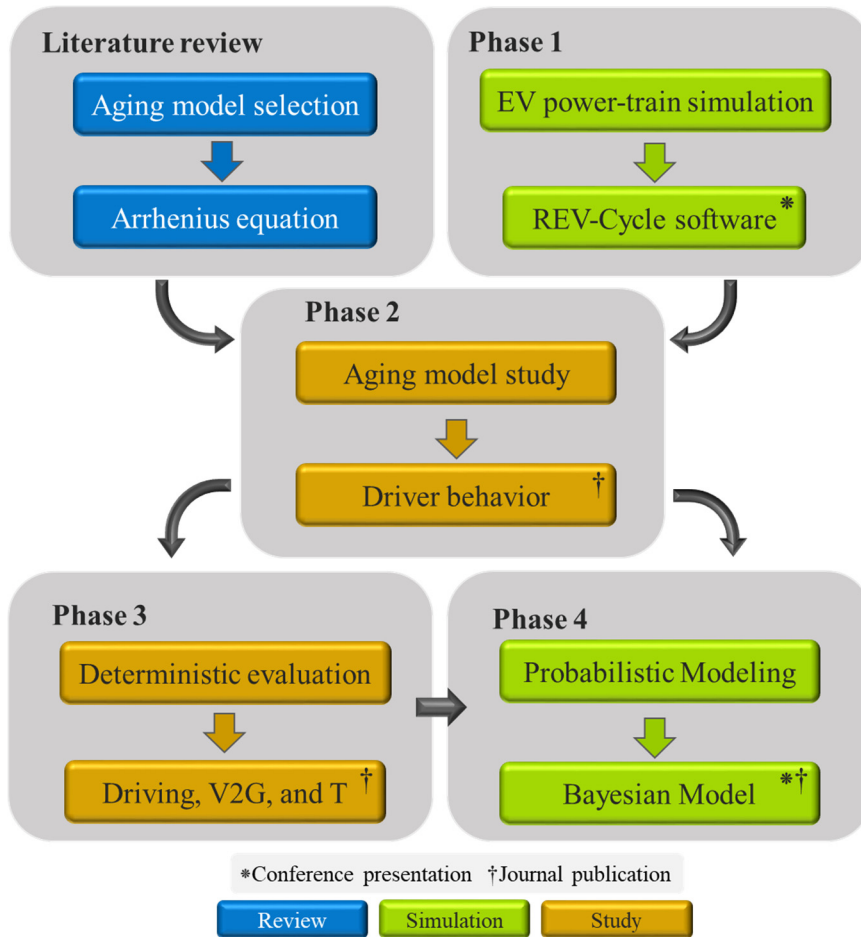 Literature review
Aging model selection
Arrhenius equation
Phase 1
EV power-train simulation
REV-Cycle software*
Phase 2
Aging model study
Driver behavior †
Phase 3
Deterministic evaluation
Driving, V2G, and T †
Phase 4
Probabilistic Modeling
Bayesian Model *†
*Conference presentation †Journal publication
Review Simulation Study